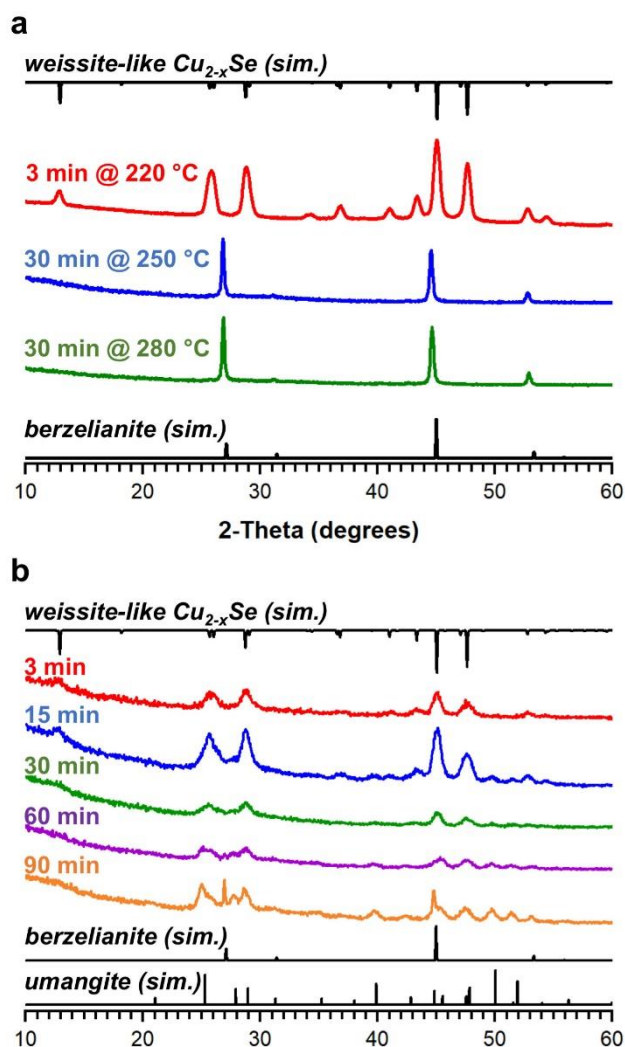 a
weissite-like Cu₂₋ₓSe (sim.)
3 min @ 220 °C
30 min @ 250 °C
30 min @ 280 °C
berzelianite (sim.)
10 20 30 40 50 60
2-Theta (degrees)
b
weissite-like Cu₂₋ₓSe (sim.)
3 min
15 min
30 min
60 min
90 min
berzelianite (sim.)
umangite (sim.)
10 20 30 40 50 60